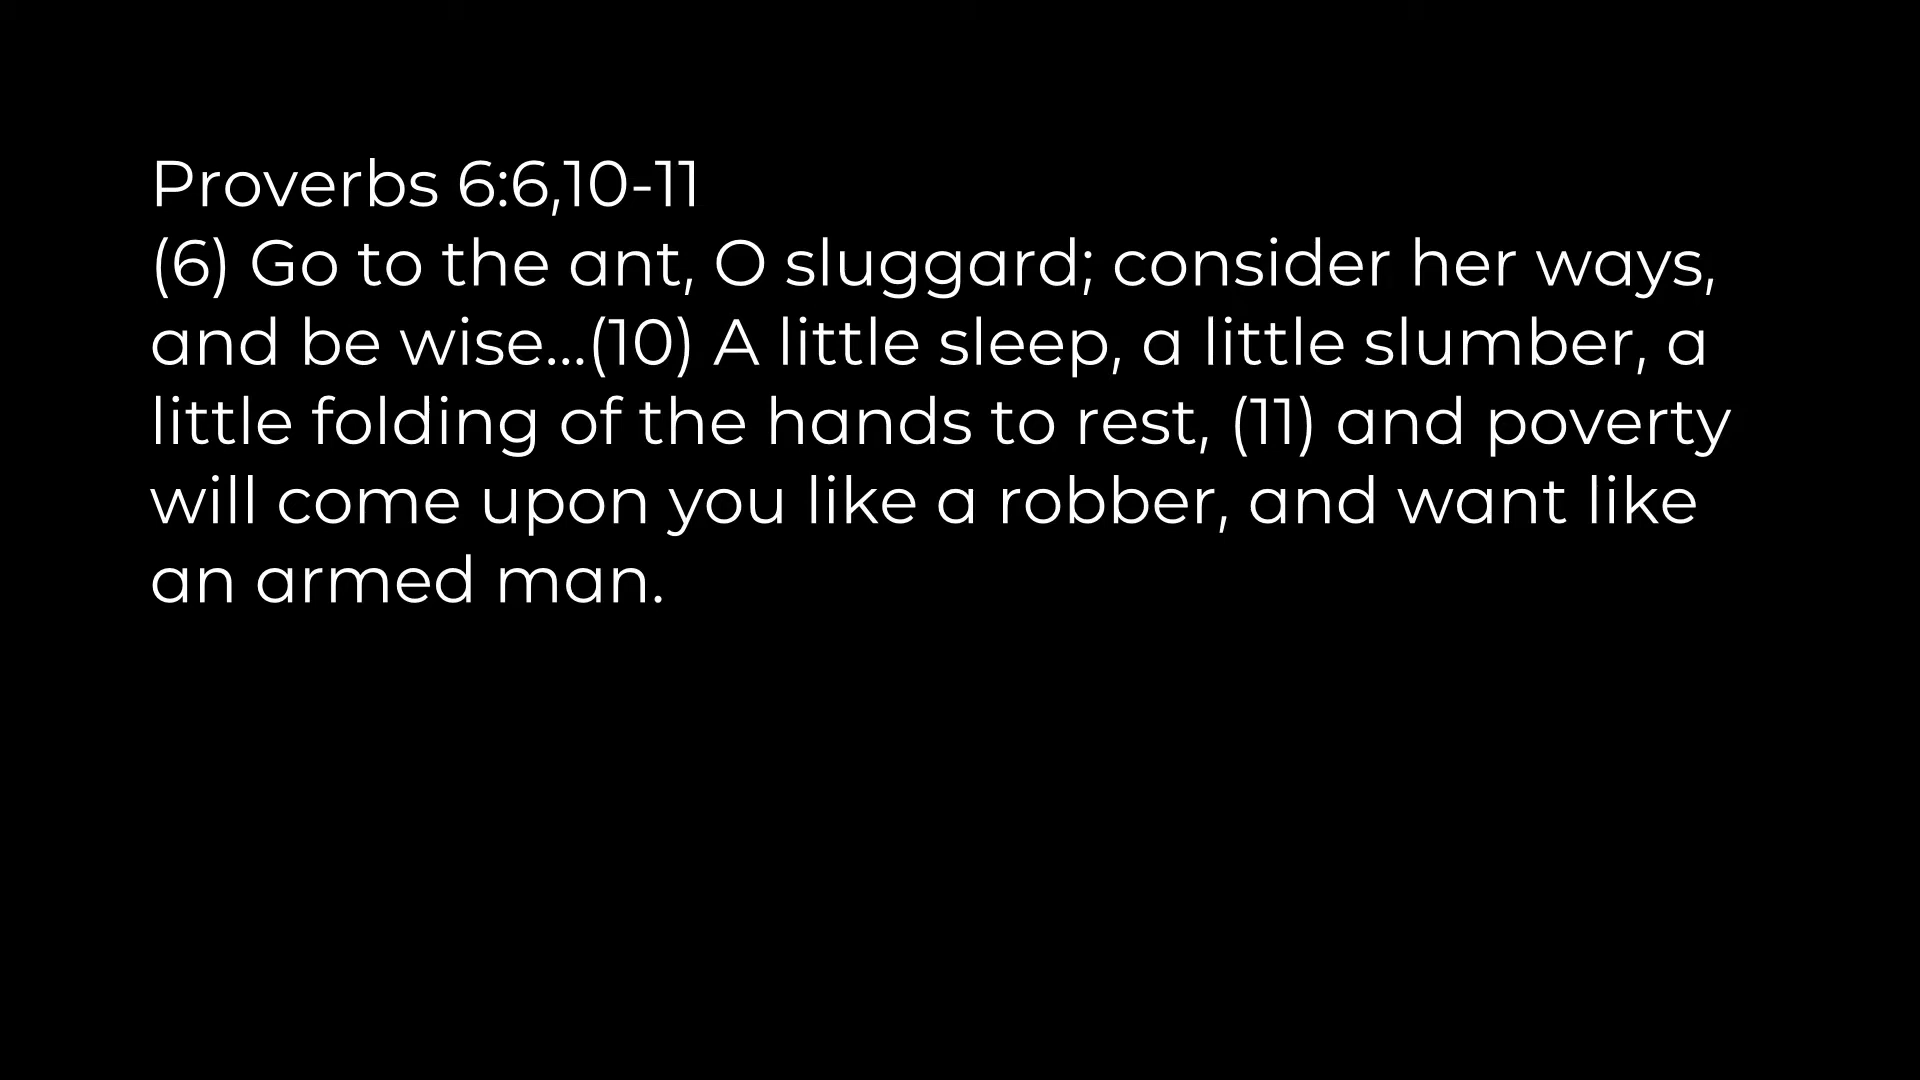 Proverbs 6:6,10-11
(6) Go to the ant, O sluggard; consider her ways,
and be wise...(10) A little sleep, a little slumber, a
little folding of the hands to rest, (11) and poverty
will come upon you like a robber, and want like
an armed man.